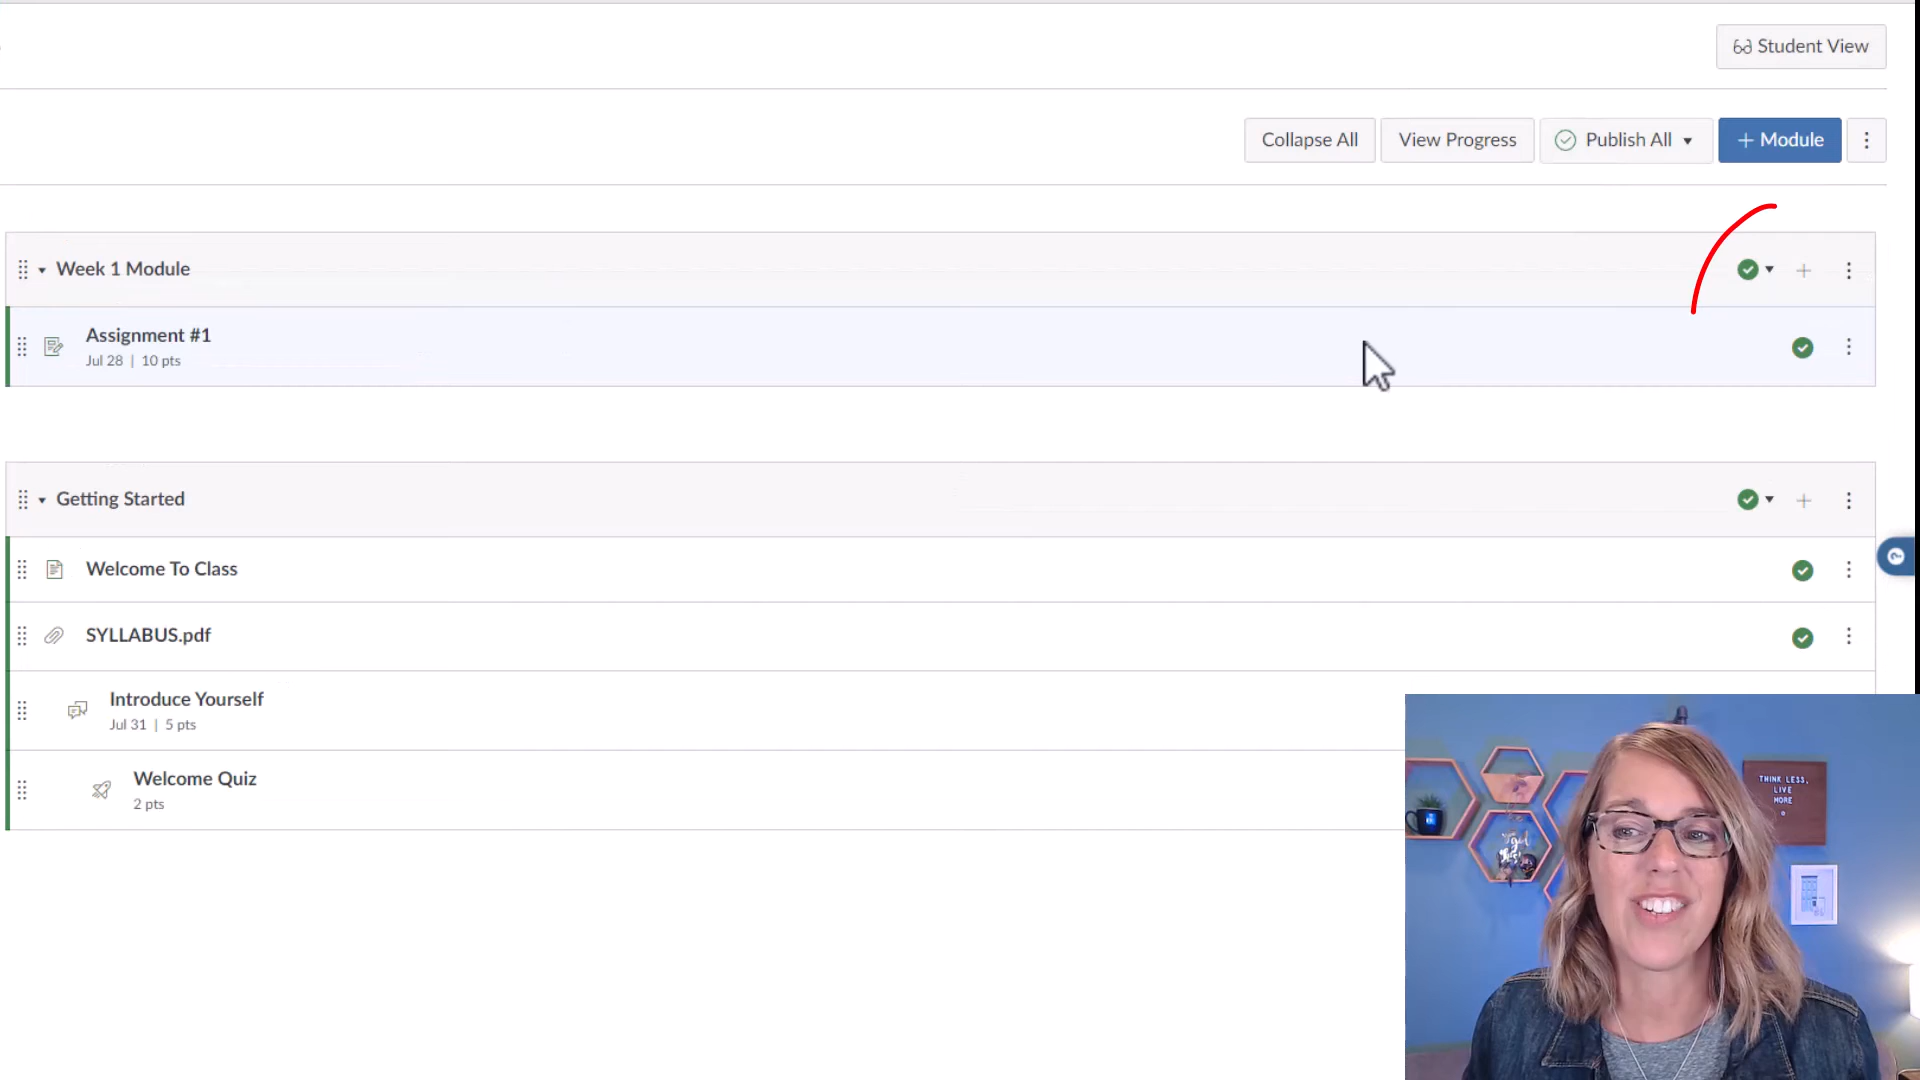 Student View
Collapse All
View Progress
Publish All
+ Module
Week 1 Module
Assignment #1
Jul 28 | 10 pts
Getting Started
Welcome To Class
SYLLABUS.pdf
Introduce Yourself
Jul 31 | 5 pts
Welcome Quiz
2 pts
THINK LESS,
LIVE
MORE